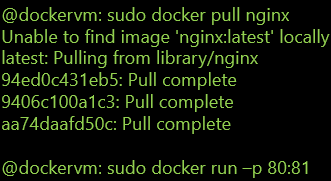 @dockervm: sudo docker pull nginx
Unable to find image 'nginx:latest' locally
latest: Pulling from library/nginx
94ed0c431eb5: Pull complete
9406c100a1c3: Pull complete
aa74daafd50c: Pull complete
@dockervm: sudo docker run –p 80:81